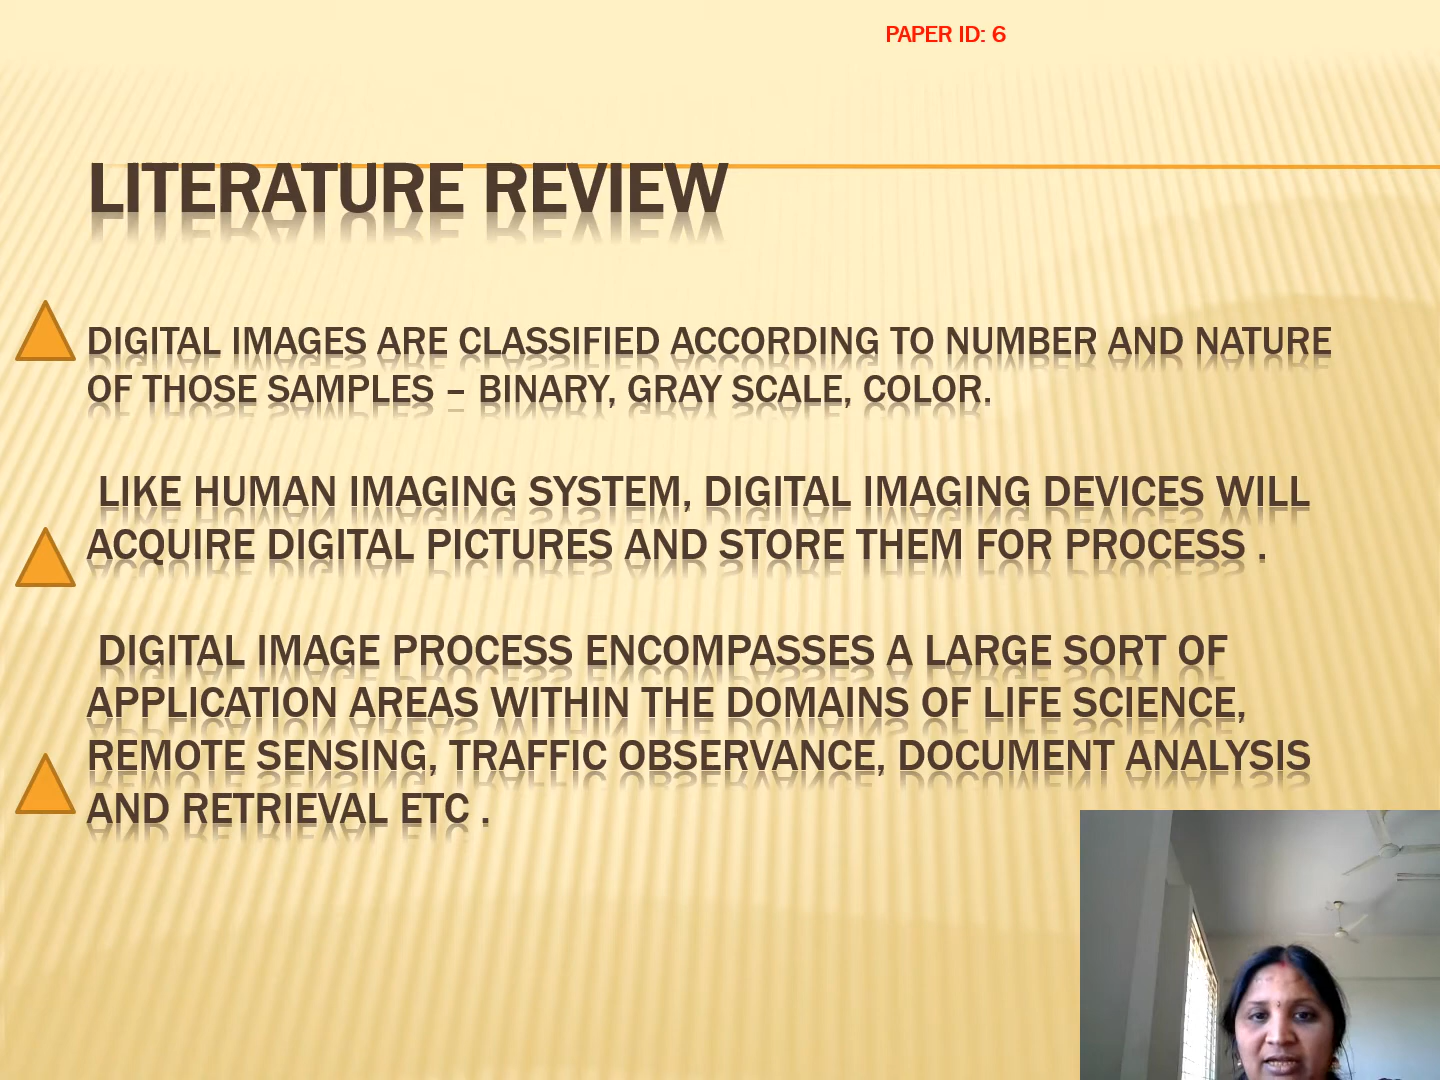 PAPER ID: 6
LITERATURE REVIEW
DIGITAL IMAGES ARE CLASSIFIED ACCORDING TO NUMBER AND NATURE
OF THOSE SAMPLES – BINARY, GRAY SCALE, COLOR.
LIKE HUMAN IMAGING SYSTEM, DIGITAL IMAGING DEVICES WILL
ACQUIRE DIGITAL PICTURES AND STORE THEM FOR PROCESS .
DIGITAL IMAGE PROCESS ENCOMPASSES A LARGE SORT OF
APPLICATION AREAS WITHIN THE DOMAINS OF LIFE SCIENCE,
REMOTE SENSING, TRAFFIC OBSERVANCE, DOCUMENT ANALYSIS
AND RETRIEVAL ETC .